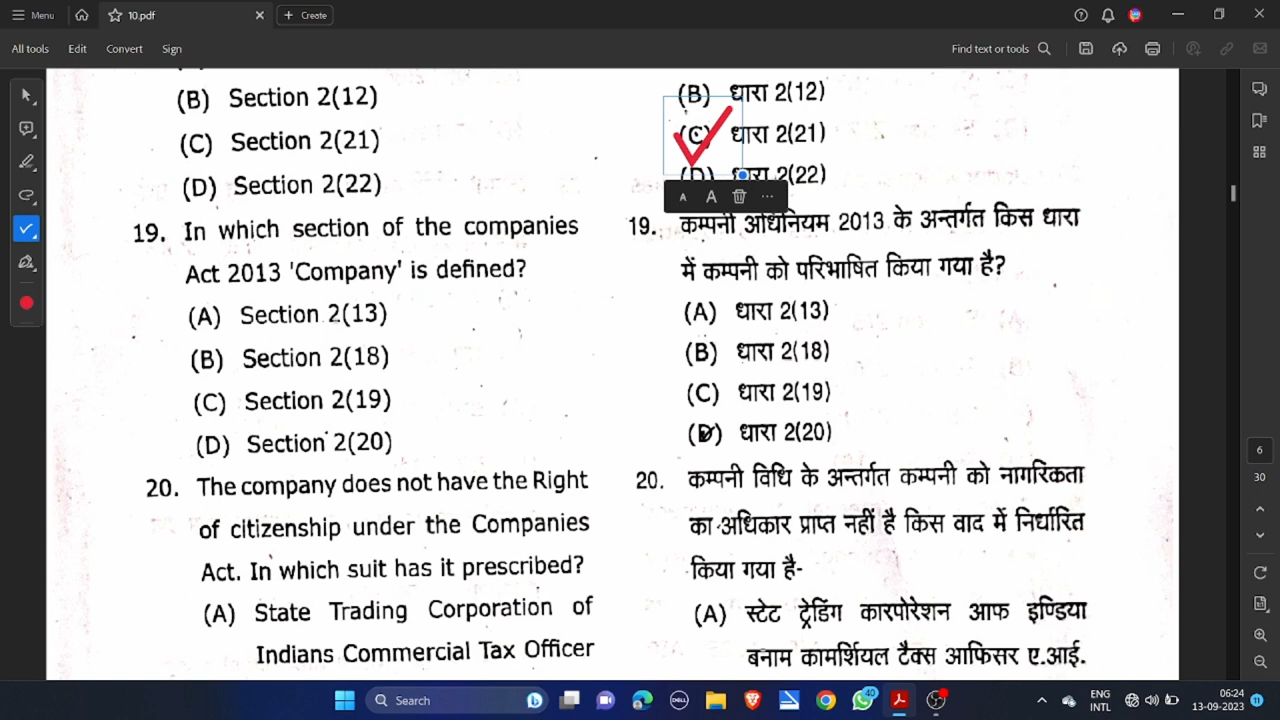 Menu
10.pdf
Create
All tools
Edit
Convert
Sign
Find text or tools
(B) Section 2(12)
(C) Section 2(21)
(D) Section 2(22)
19. In which section of the companies
Act 2013 'Company' is defined?
(A) Section 2(13)
(B) Section 2(18)
(C) Section 2(19)
(D) Section 2(20)
20. The company does not have the Right
of citizenship under the Companies
Act. In which suit has it prescribed?
(A) State Trading Corporation of
Indians Commercial Tax Officer
(B) धारा 2(12)
(C) धारा 2(21)
(D) धारा 2(22)
A A
19. कम्पनी अधिनियम 2013 के अन्तर्गत किस धारा
में कम्पनी को परिभाषित किया गया है?
(A) धारा 2(13)
(B) धारा 2(18)
(C) धारा 2(19)
(D) धारा 2(20)
20. कम्पनी विधि के अन्तर्गत कम्पनी को नागरिकता
का अधिकार प्राप्त नहीं है किस वाद में निर्धारित
किया गया है-
(A) स्टेट ट्रेडिंग कारपोरेशन आफ इण्डिया
बनाम कामर्शियल टैक्स आफिसर ए.आई.
6
30
Search
DELL
40
ENG
INTL
06:24
13-09-2023